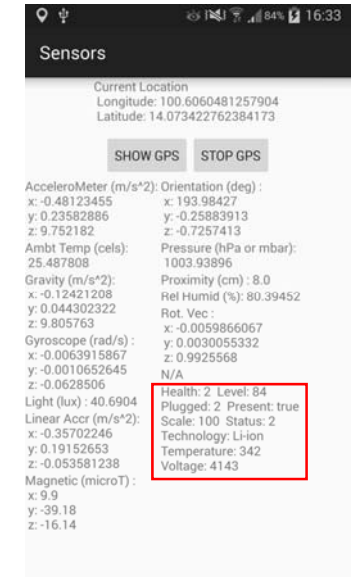 84% 16:33
Sensors
Current Location
Longitude: 100.6060481257904
Latitude: 14.073422762384173
SHOW GPS STOP GPS
AcceleroMeter (m/s^2):
x: -0.48123455
y: 0.23582886
z: 9.752182
Ambt Temp (cels):
25.487808
Gravity (m/s^2):
x: -0.12421208
y: 0.044302322
z: 9.805763
Gyroscope (rad/s) :
x: -0.0063915867
y: -0.0010652645
z: -0.0628506
Light (lux) : 40.6904
Linear Accr (m/s^2):
x: -0.35702246
y: 0.19152653
z: -0.053581238
Magnetic (microT) :
x: 9.9
y: -39.18
z: -16.14
Orientation (deg) :
x: 193.98427
y: -0.25883913
z: -0.7257413
Pressure (hPa or mbar):
1003.93896
Proximity (cm) : 8.0
Rel Humid (%): 80.39452
Rot. Vec :
x: -0.0059866067
y: 0.0030055332
z: 0.9925568
N/A
Health: 2 Level: 84
Plugged: 2 Present: true
Scale: 100 Status: 2
Technology: Li-ion
Temperature: 342
Voltage: 4143